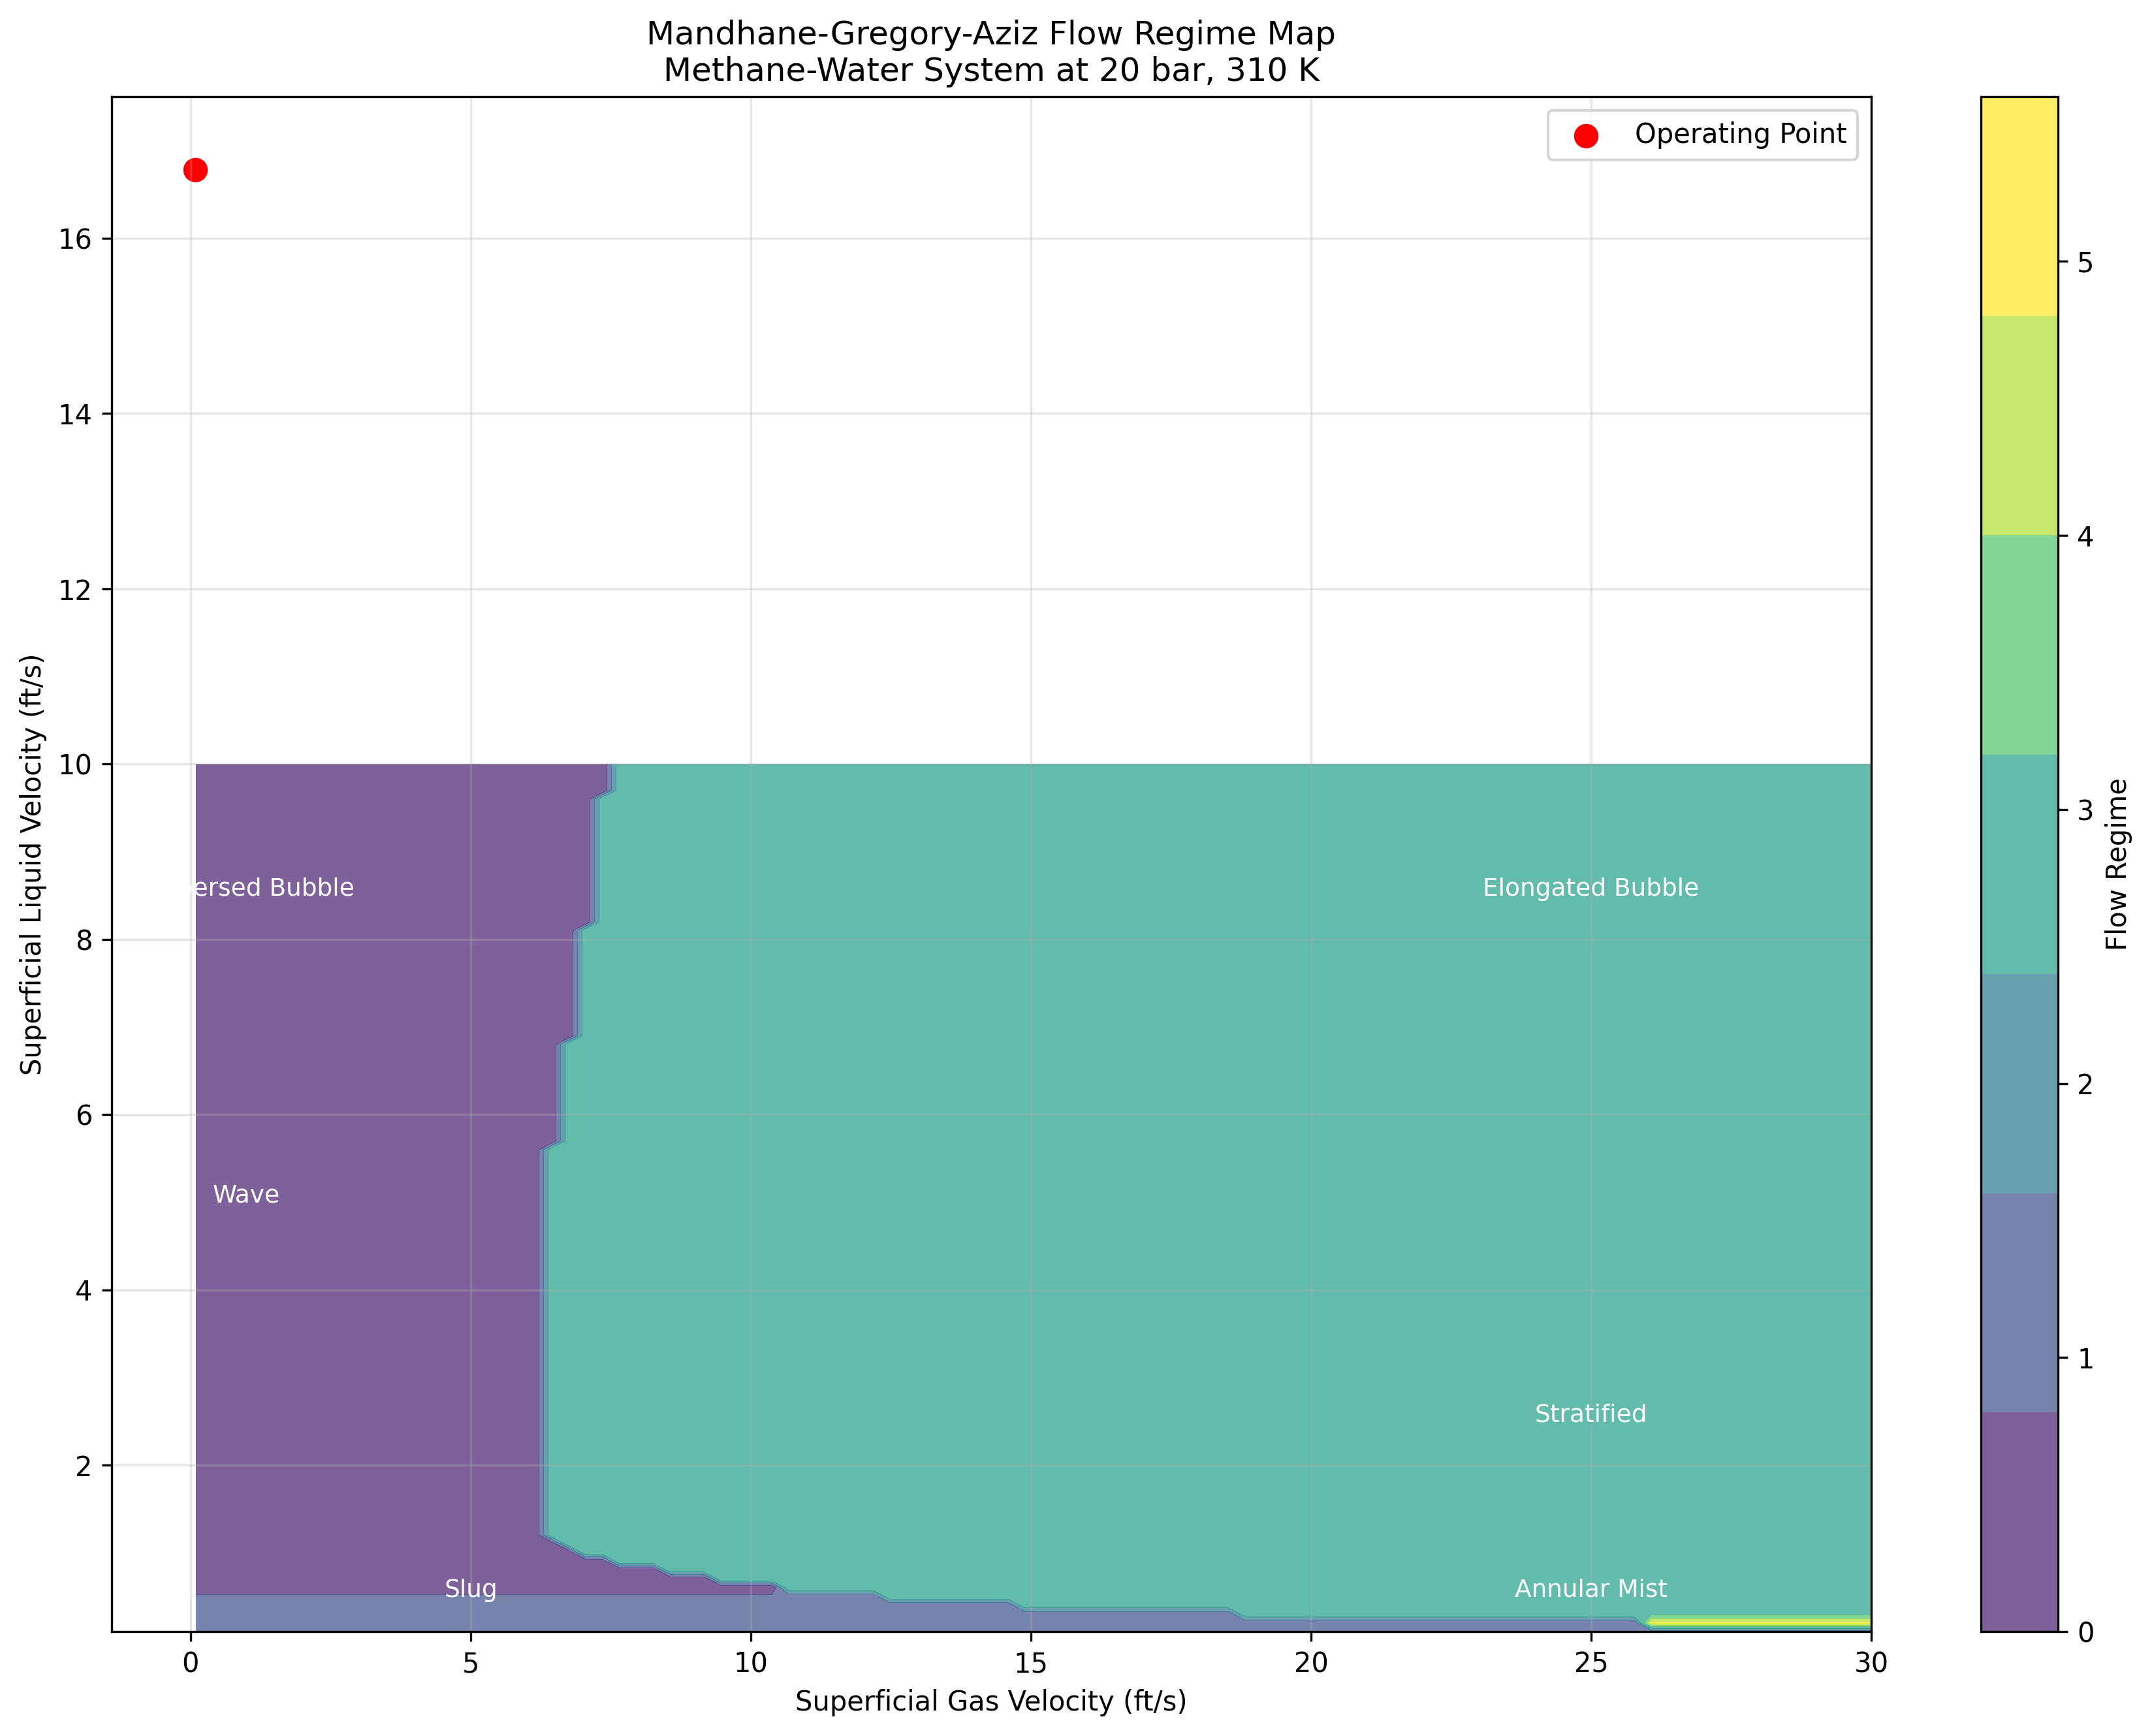 Mandhane-Gregory-Aziz Flow Regime Map
Methane-Water System at 20 bar, 310 K
Operating Point
Superficial Liquid Velocity (ft/s)
16
14
12
10
8
6
4
2
ersed Bubble
Elongated Bubble
Wave
Stratified
Slug
Annular Mist
0
5
10
15
20
25
30
Superficial Gas Velocity (ft/s)
5
4
3
2
1
0
Flow Regime